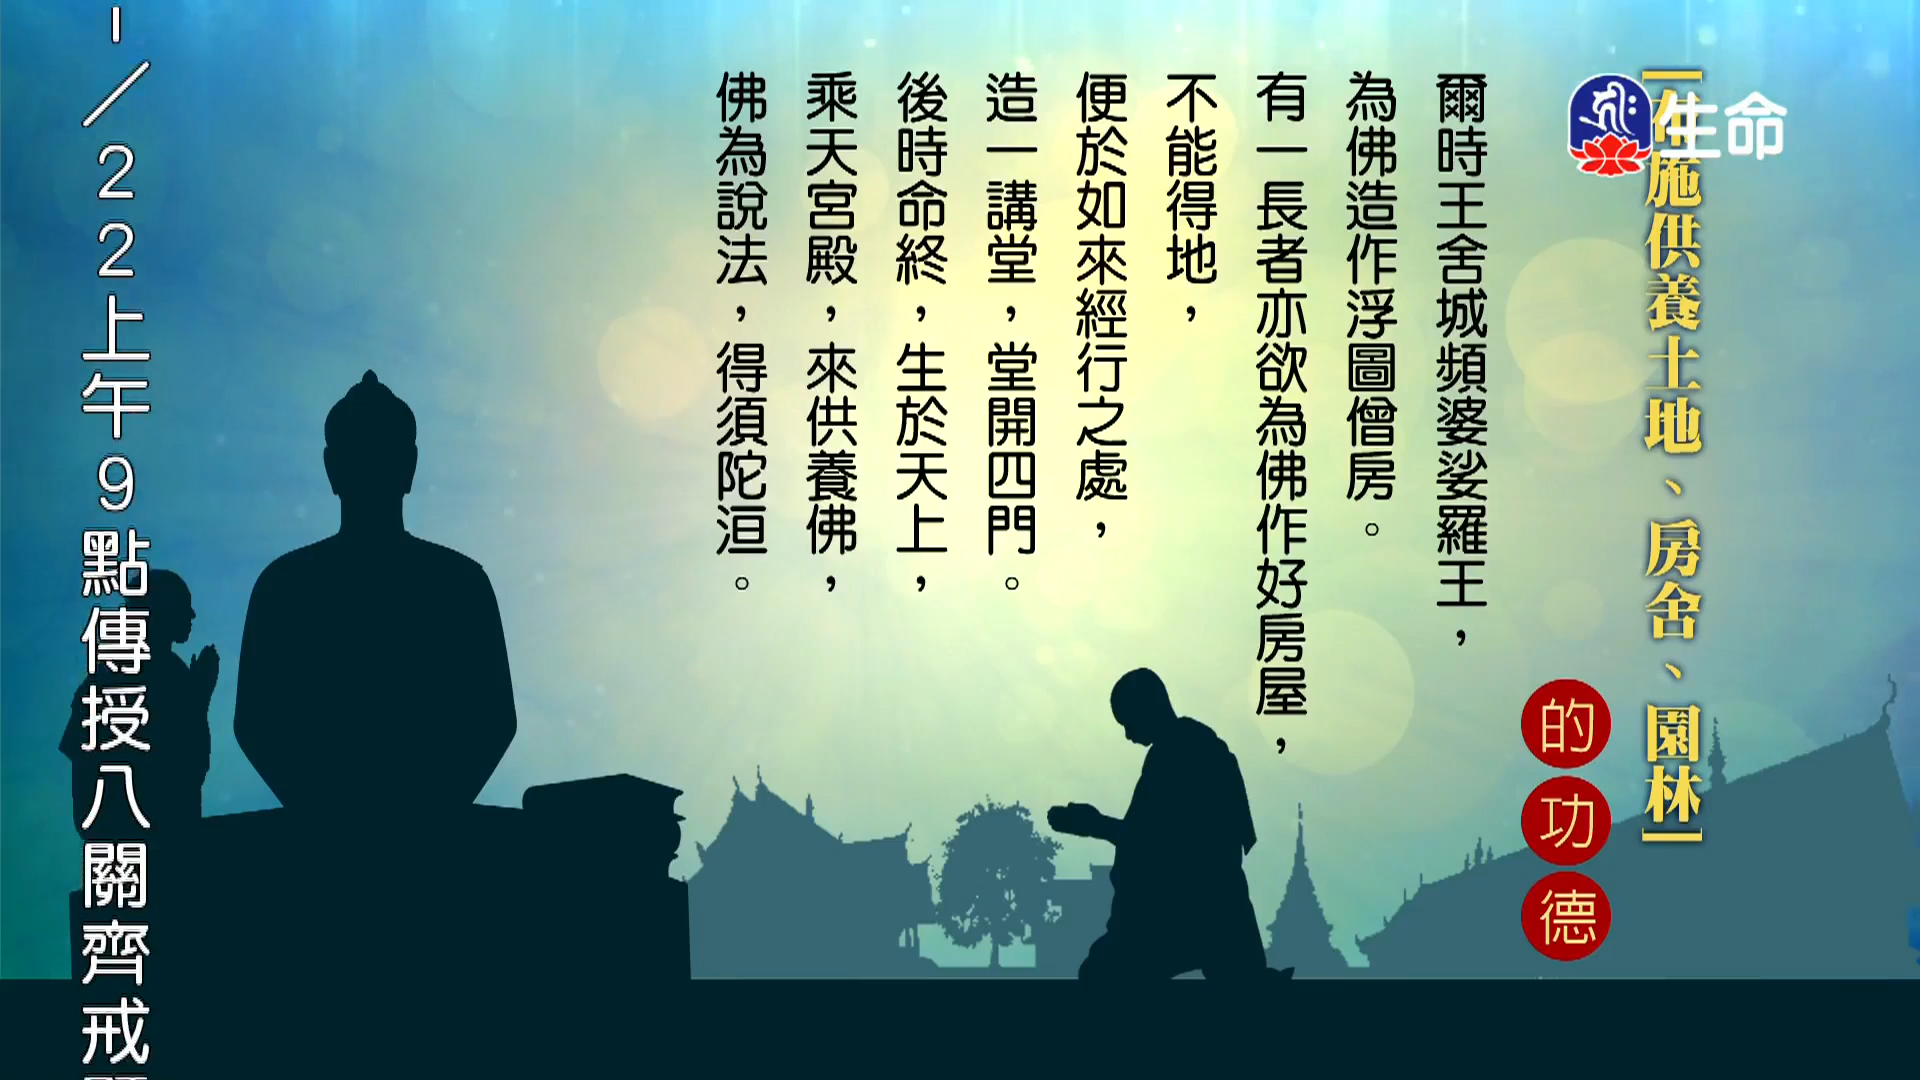 生命
施供養土地、房舍、園林
的功德
爾時王舍城頻婆娑羅王，
為佛造作浮圖僧房。
有一長者亦欲為佛作好房屋，
不能得地，
便於如來經行之處，
造一講堂，堂開四門。
後時命終，生於天上，
乘天宮殿，來供養佛，
佛為說法，得須陀洹。
／22上午9點傳授八關齊戒